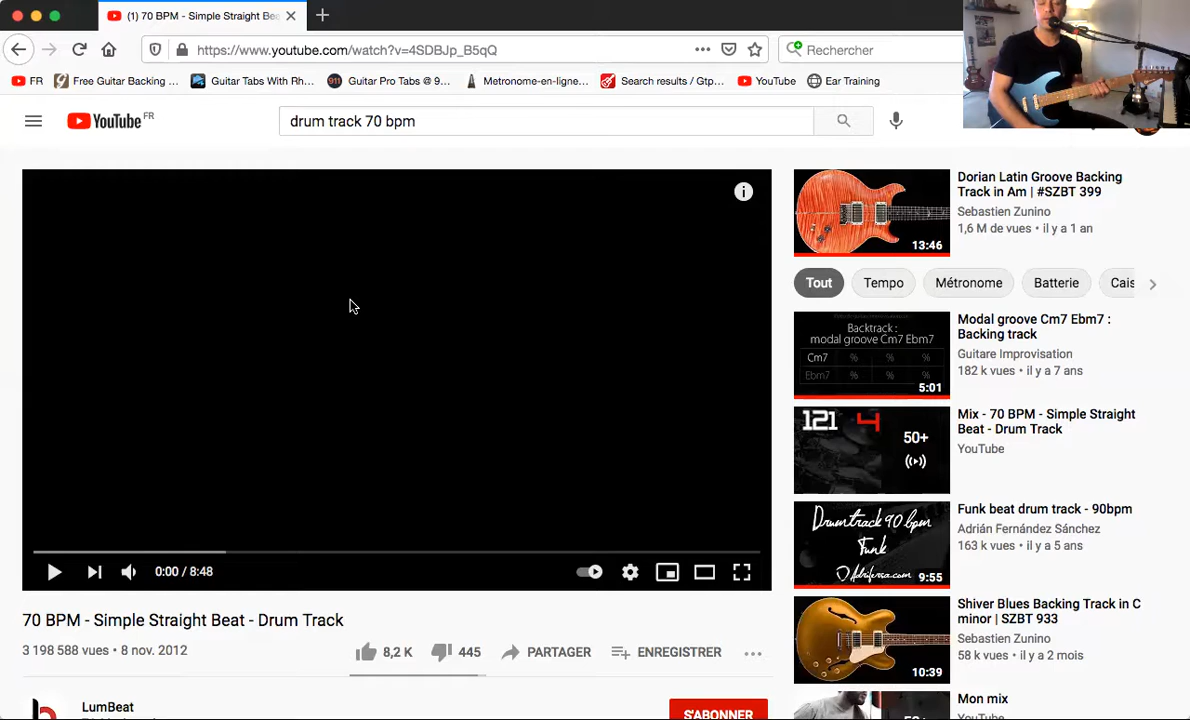 (1) 70 BPM - Simple Straight Bea
https://www.youtube.com/watch?v=4SDBJp_B5qQ
Rechercher
FR
Free Guitar Backing ...
Guitar Tabs With Rh...
911
Guitar Pro Tabs @ 9...
Metronome-en-ligne...
Search results / Gtp...
YouTube
Ear Training
YouTube FR
drum track 70 bpm
Dorian Latin Groove Backing
Track in Am | #SZBT 399
Sebastien Zunino
1,6 M de vues • il y a 1 an
13:46
Tout
Tempo
Métronome
Batterie
Cais
Backtrack :
modal groove Cm7 Ebm7
Cm7 % % %
Ebm7 % % %
5:01
Modal groove Cm7 Ebm7 :
Backing track
Guitare Improvisation
182 k vues • il y a 7 ans
121 4
50+
Mix - 70 BPM - Simple Straight
Beat - Drum Track
YouTube
Drumtrack 90 bpm
Funk
Adrifersa.com
9:55
Funk beat drum track - 90bpm
Adrián Fernández Sánchez
163 k vues • il y a 5 ans
10:39
Shiver Blues Backing Track in C
minor | SZBT 933
Sebastien Zunino
58 k vues • il y a 2 mois
Mon mix
YouTube
0:00 / 8:48
70 BPM - Simple Straight Beat - Drum Track
3 198 588 vues • 8 nov. 2012
8,2 K
445
PARTAGER
ENREGISTRER
LumBeat
S'ABONNER